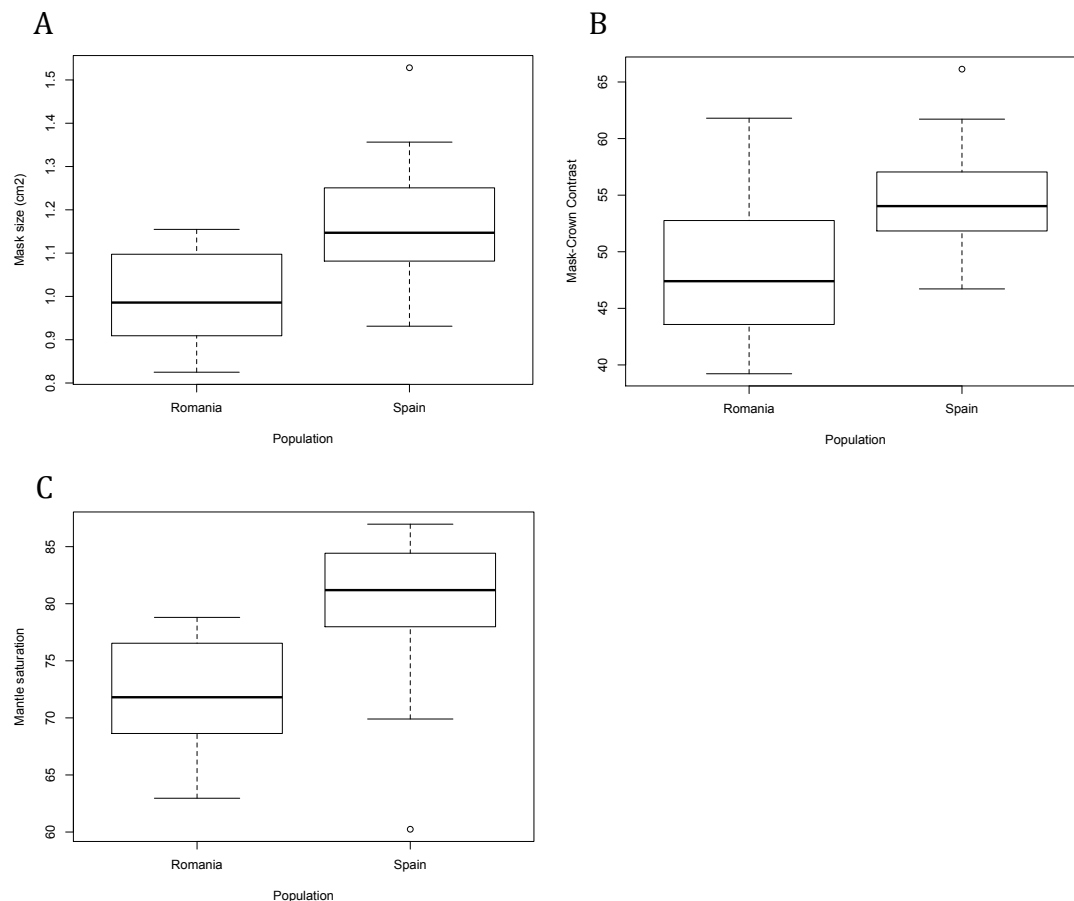 A
Mask size (cm2)
1.5
1.4
1.3
1.2
1.1
1.0
0.9
0.8
Romania Spain
Population
B
Mask-Crown Contrast
65
60
55
50
45
40
Romania Spain
Population
C
Mantle saturation
85
80
75
70
65
60
Romania Spain
Population